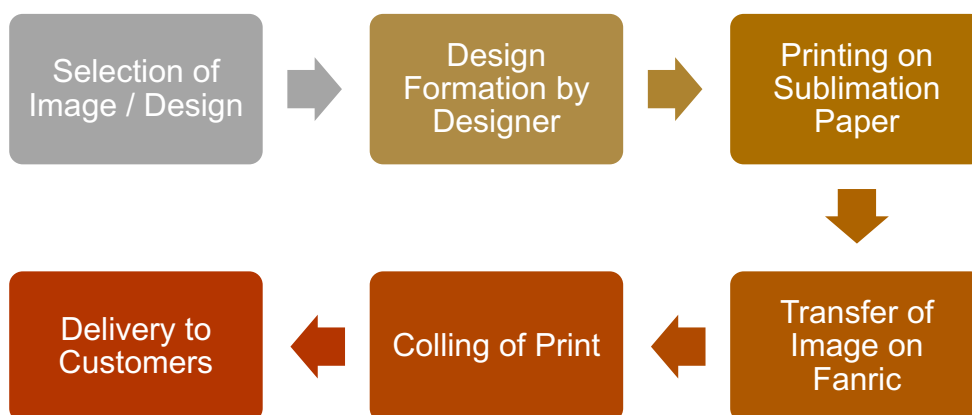 Selection of
Image / Design
Design
Formation by
Designer
Printing on
Sublimation
Paper
Transfer of
Image on
Fanric
Colling of Print
Delivery to
Customers